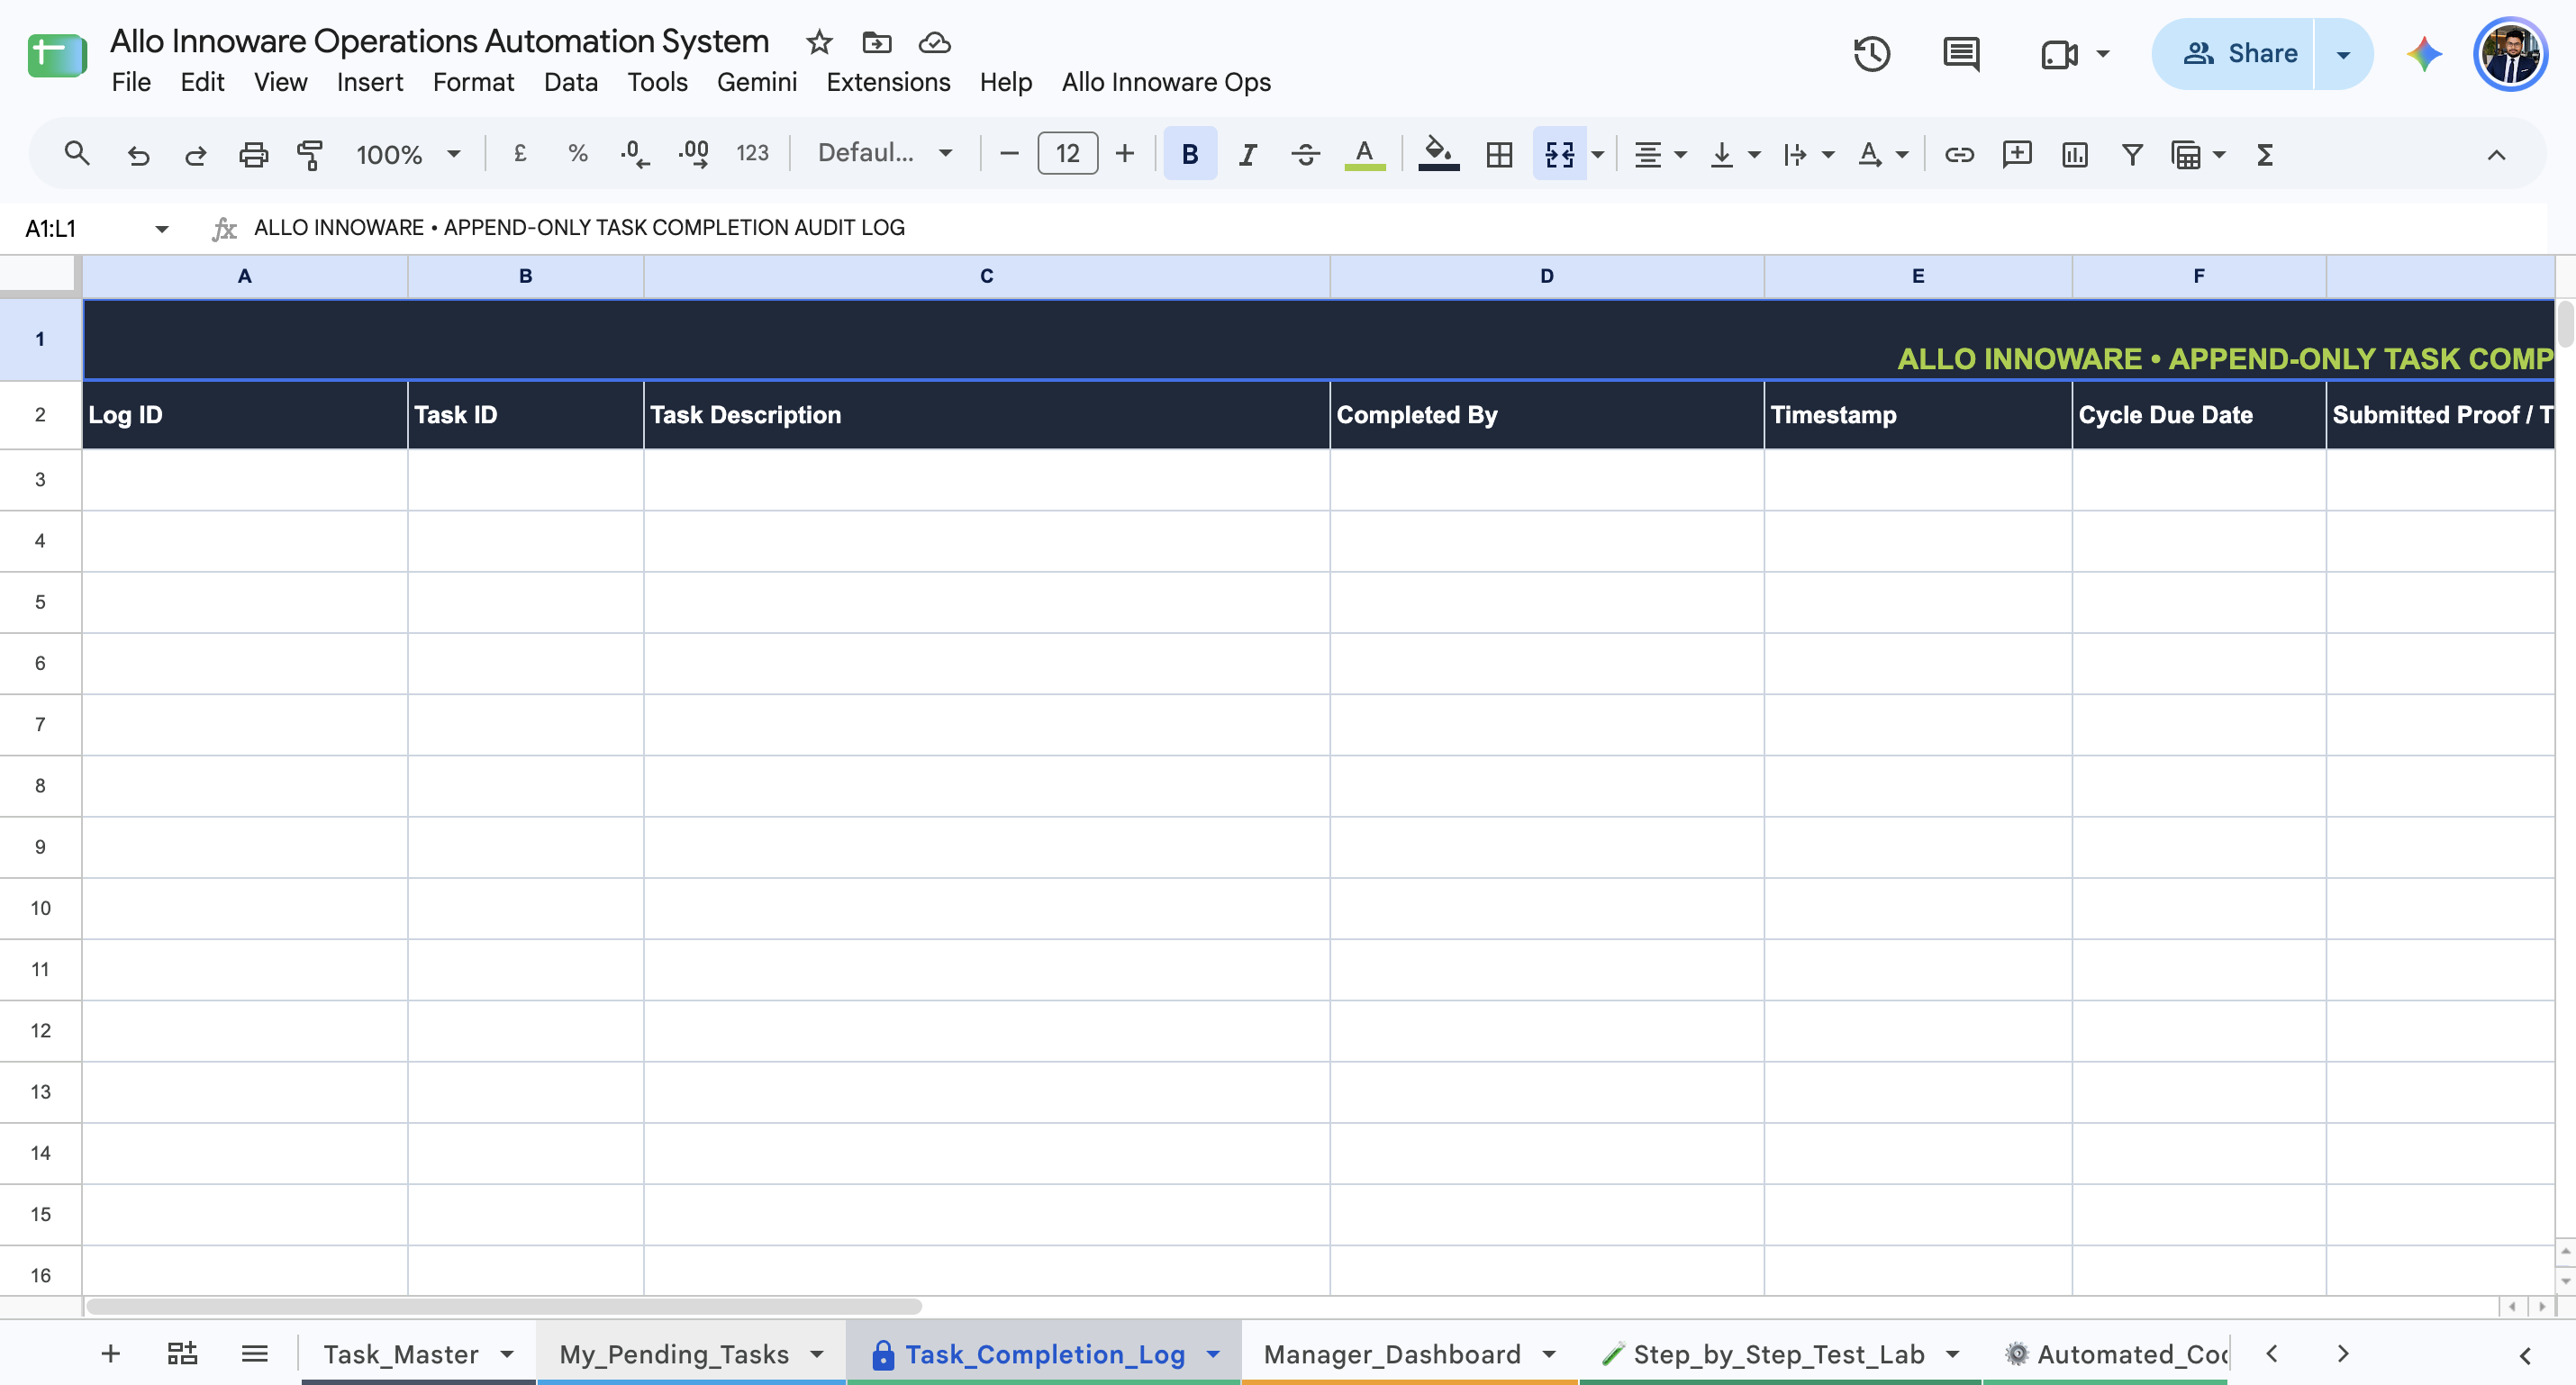 Allo Innoware Operations Automation System
File Edit View Insert Format Data Tools Gemini Extensions Help Allo Innoware Ops
Share
100% £ % .0 .00 123 Defaul... 12 B I A A Σ
A1:L1 fx ALLO INNOWARE • APPEND-ONLY TASK COMPLETION AUDIT LOG
A B C D E F
1 ALLO INNOWARE • APPEND-ONLY TASK COMP
2 Log ID Task ID Task Description Completed By Timestamp Cycle Due Date Submitted Proof / T
3
4
5
6
7
8
9
10
11
12
13
14
15
16
Task_Master My_Pending_Tasks Task_Completion_Log Manager_Dashboard Step_by_Step_Test_Lab Automated_Coc